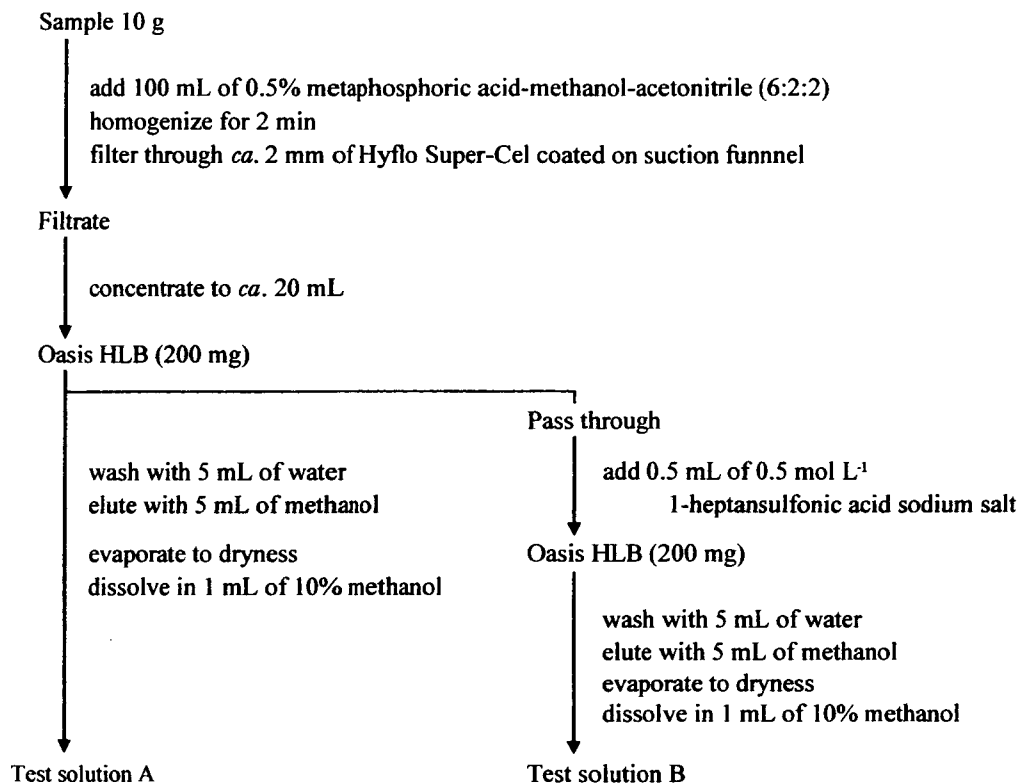 Sample 10 g
add 100 mL of 0.5% metaphosphoric acid-methanol-acetonitrile (6:2:2)
homogenize for 2 min
filter through ca. 2 mm of Hyflo Super-Cel coated on suction funnnel
Filtrate
concentrate to ca. 20 mL
Oasis HLB (200 mg)
wash with 5 mL of water
elute with 5 mL of methanol
evaporate to dryness
dissolve in 1 mL of 10% methanol
Test solution A
Pass through
add 0.5 mL of 0.5 mol L⁻¹
1-heptansulfonic acid sodium salt
Oasis HLB (200 mg)
wash with 5 mL of water
elute with 5 mL of methanol
evaporate to dryness
dissolve in 1 mL of 10% methanol
Test solution B